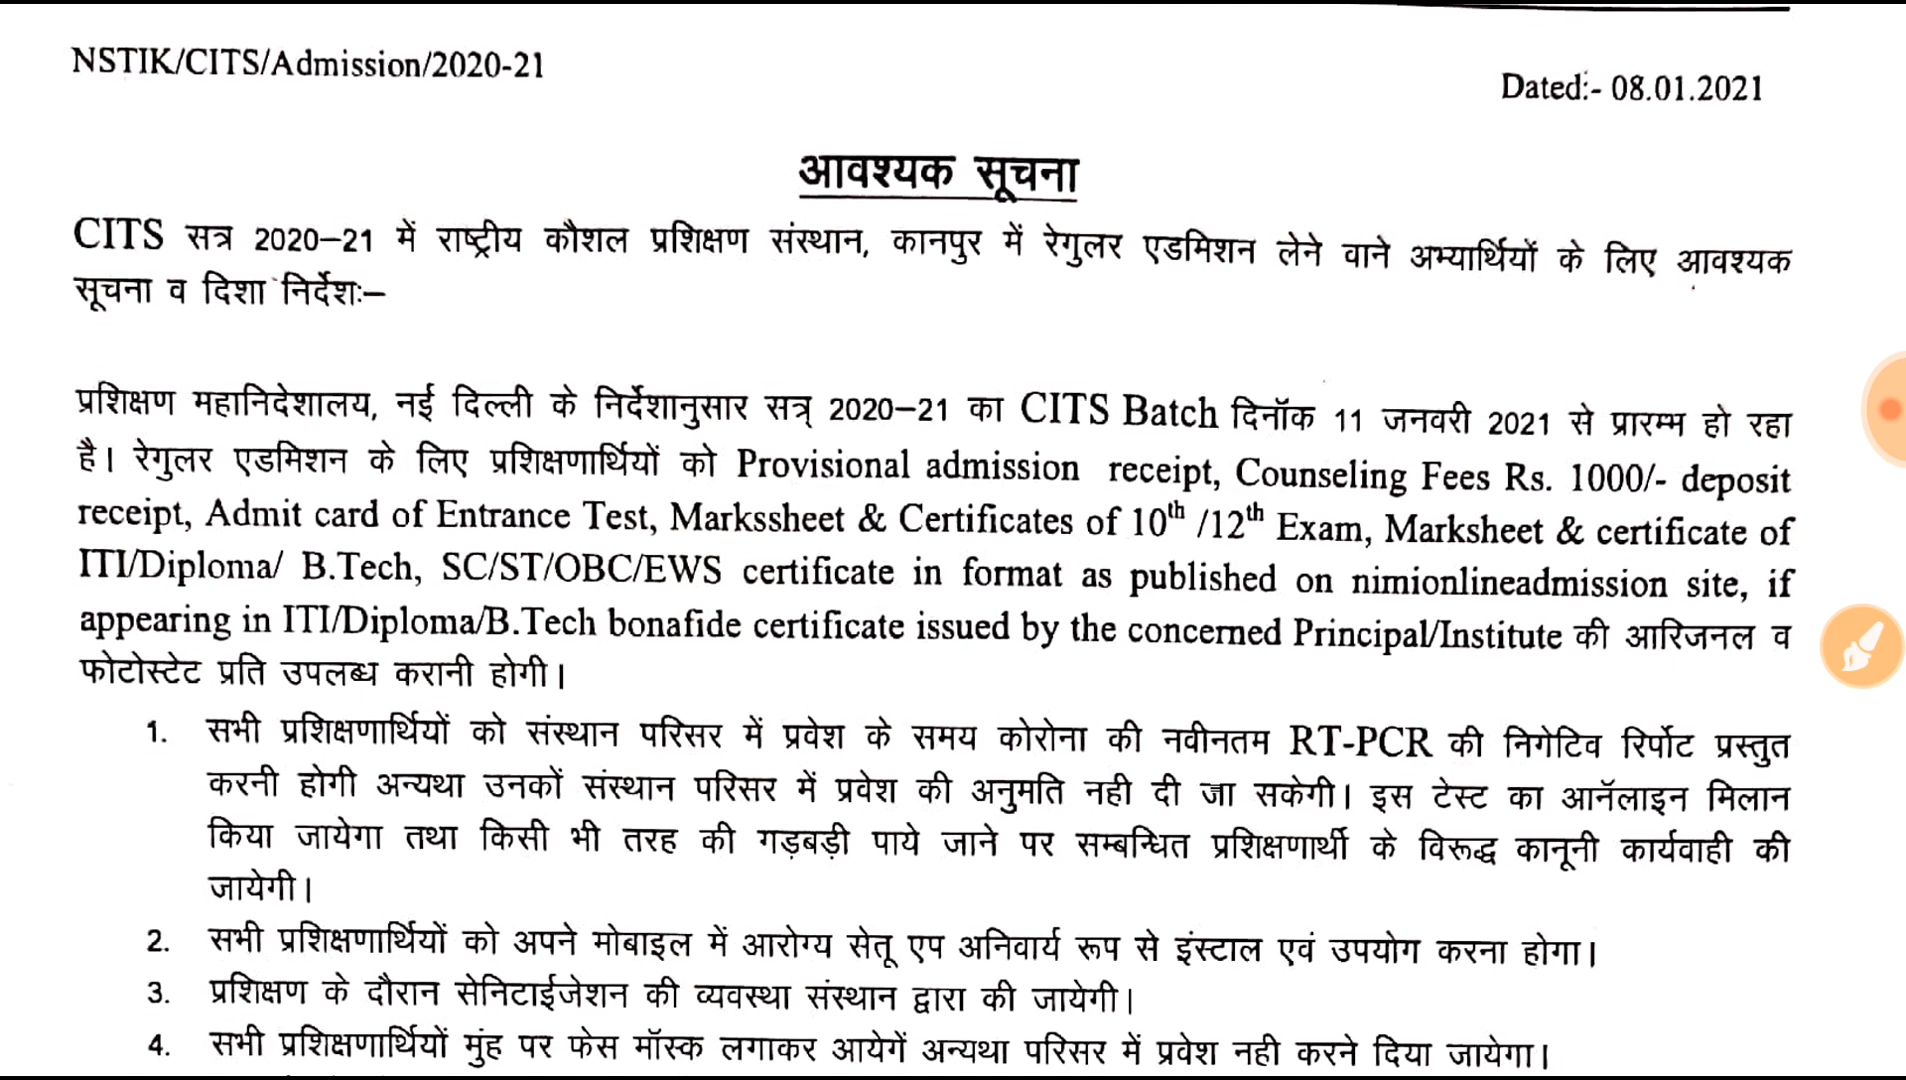 NSTIK/CITS/Admission/2020-21
Dated:- 08.01.2021
आवश्यक सूचना
CITS सत्र 2020–21 में राष्ट्रीय कौशल प्रशिक्षण संस्थान, कानपुर में रेगुलर एडमिशन लेने वाने अभ्यार्थियों के लिए आवश्यक
सूचना व दिशा निर्देशः–
प्रशिक्षण महानिदेशालय, नई दिल्ली के निर्देशानुसार सत्र् 2020–21 का CITS Batch दिनॉक 11 जनवरी 2021 से प्रारम्भ हो रहा
है। रेगुलर एडमिशन के लिए प्रशिक्षणार्थियों को Provisional admission receipt, Counseling Fees Rs. 1000/- deposit
receipt, Admit card of Entrance Test, Markssheet & Certificates of 10th /12th Exam, Marksheet & certificate of
ITI/Diploma/ B.Tech, SC/ST/OBC/EWS certificate in format as published on nimionlineadmission site, if
appearing in ITI/Diploma/B.Tech bonafide certificate issued by the concerned Principal/Institute की आरिजनल व
फोटोस्टेट प्रति उपलब्ध करानी होगी।
1. सभी प्रशिक्षणार्थियों को संस्थान परिसर में प्रवेश के समय कोरोना की नवीनतम RT-PCR की निगेटिव रिर्पोट प्रस्तुत
करनी होगी अन्यथा उनकों संस्थान परिसर में प्रवेश की अनुमति नही दी जा सकेगी। इस टेस्ट का आनॅलाइन मिलान
किया जायेगा तथा किसी भी तरह की गड़बड़ी पाये जाने पर सम्बन्धित प्रशिक्षणार्थी के विरूद्ध कानूनी कार्यवाही की
जायेगी।
2. सभी प्रशिक्षणार्थियों को अपने मोबाइल में आरोग्य सेतू एप अनिवार्य रूप से इंस्टाल एवं उपयोग करना होगा।
3. प्रशिक्षण के दौरान सेनिटाईजेशन की व्यवस्था संस्थान द्वारा की जायेगी।
4. सभी प्रशिक्षणार्थियों मुंह पर फेस मॉस्क लगाकर आयेगें अन्यथा परिसर में प्रवेश नही करने दिया जायेगा।